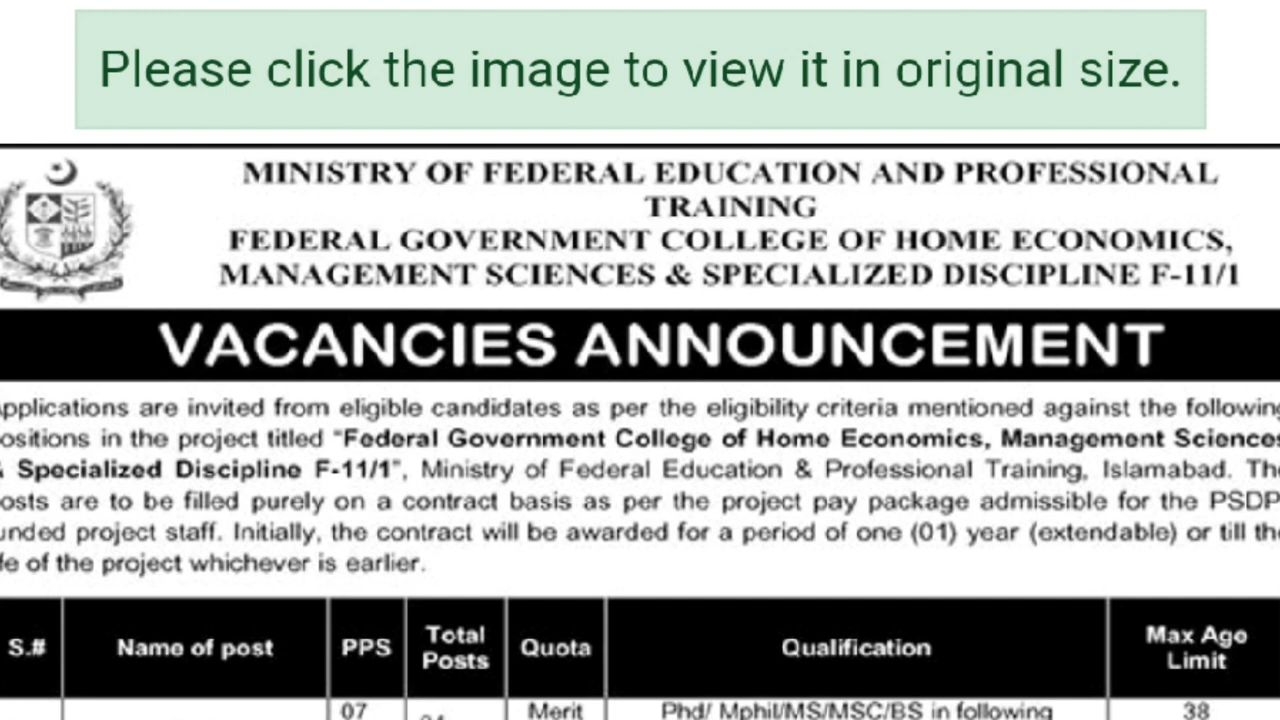 Please click the image to view it in original size.
MINISTRY OF FEDERAL EDUCATION AND PROFESSIONAL
TRAINING
FEDERAL GOVERNMENT COLLEGE OF HOME ECONOMICS,
MANAGEMENT SCIENCES & SPECIALIZED DISCIPLINE F-11/1
VACANCIES ANNOUNCEMENT
pplications are invited from eligible candidates as per the eligibility criteria mentioned against the following
ositions in the project titled "Federal Government College of Home Economics, Management Sciences
& Specialized Discipline F-11/1", Ministry of Federal Education & Professional Training, Islamabad. The
osts are to be filled purely on a contract basis as per the project pay package admissible for the PSDP
unded project staff. Initially, the contract will be awarded for a period of one (01) year (extendable) or till the
fe of the project whichever is earlier.
S.# Name of post PPS Total Posts Quota Qualification Max Age Limit
07 Merit Phd/ Mphil/MS/MSC/BS in following 38